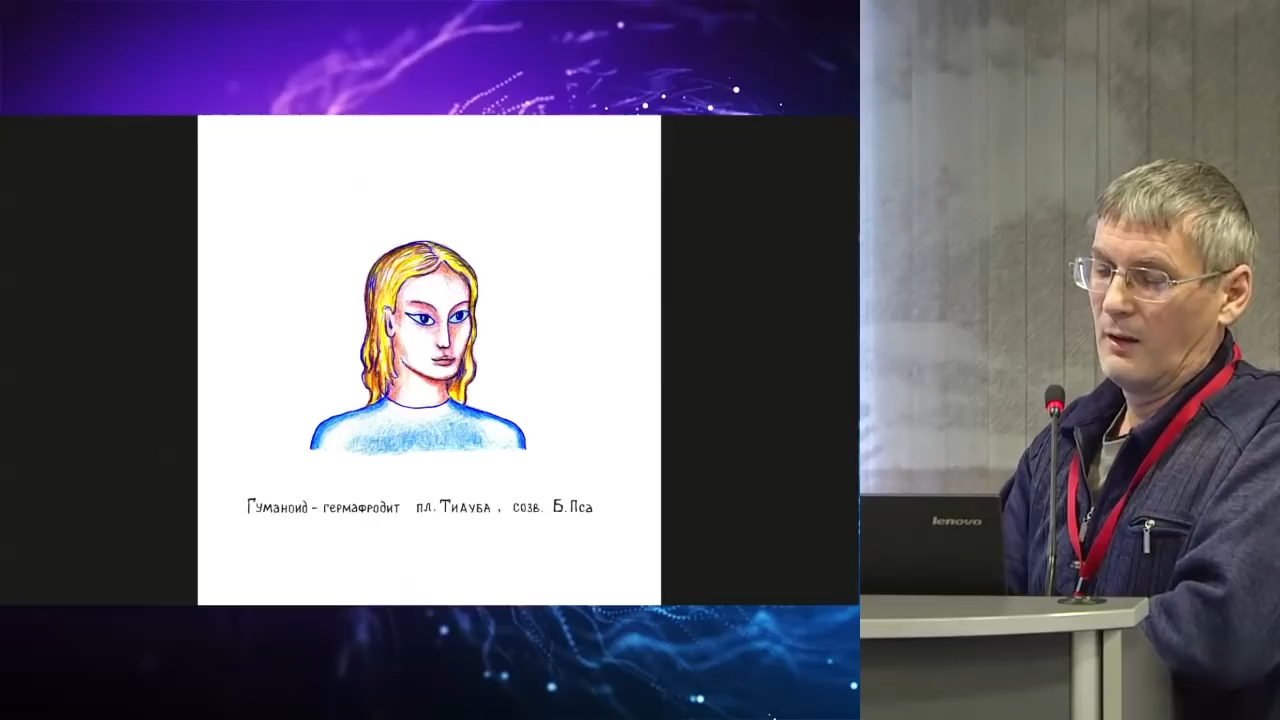 Гуманоид - гермафродит пл. Тиауба, созв. Б. Пса
lenovo